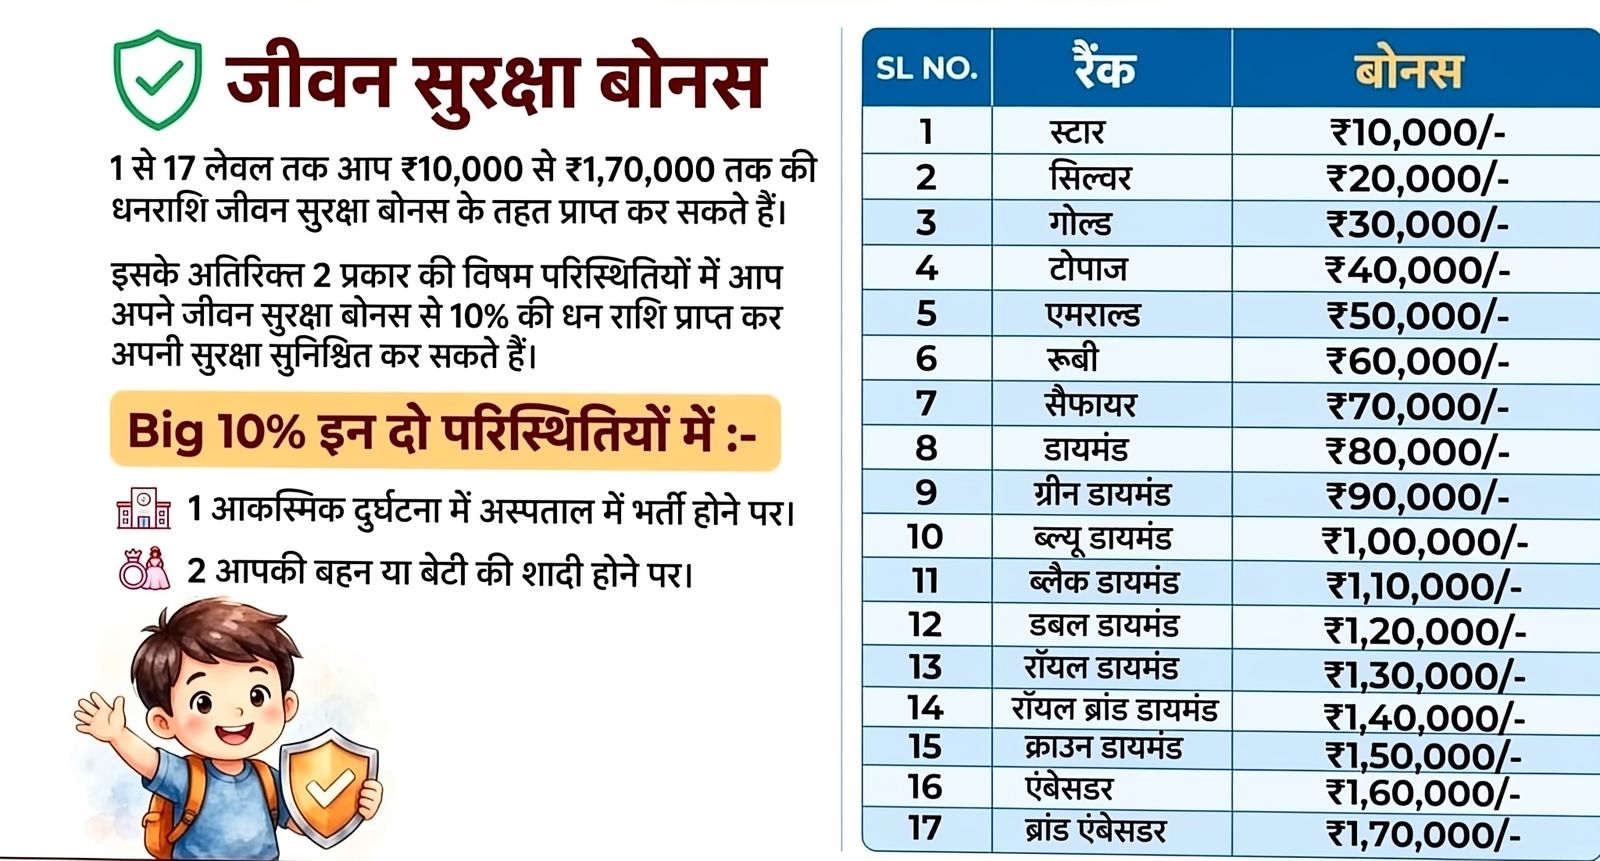 जीवन सुरक्षा बोनस
1 से 17 लेवल तक आप ₹10,000 से ₹1,70,000 तक की
धनराशि जीवन सुरक्षा बोनस के तहत प्राप्त कर सकते हैं।
इसके अतिरिक्त 2 प्रकार की विषम परिस्थितियों में आप
अपने जीवन सुरक्षा बोनस से 10% की धन राशि प्राप्त कर
अपनी सुरक्षा सुनिश्चित कर सकते हैं।
Big 10% इन दो परिस्थितियों में :-
1 आकस्मिक दुर्घटना में अस्पताल में भर्ती होने पर।
2 आपकी बहन या बेटी की शादी होने पर।
SL NO. रैंक बोनस
1 स्टार ₹10,000/-
2 सिल्वर ₹20,000/-
3 गोल्ड ₹30,000/-
4 टोपाज ₹40,000/-
5 एमराल्ड ₹50,000/-
6 रूबी ₹60,000/-
7 सैफायर ₹70,000/-
8 डायमंड ₹80,000/-
9 ग्रीन डायमंड ₹90,000/-
10 ब्ल्यू डायमंड ₹1,00,000/-
11 ब्लैक डायमंड ₹1,10,000/-
12 डबल डायमंड ₹1,20,000/-
13 रॉयल डायमंड ₹1,30,000/-
14 रॉयल ब्रांड डायमंड ₹1,40,000/-
15 क्राउन डायमंड ₹1,50,000/-
16 एंबेसडर ₹1,60,000/-
17 ब्रांड एंबेसडर ₹1,70,000/-